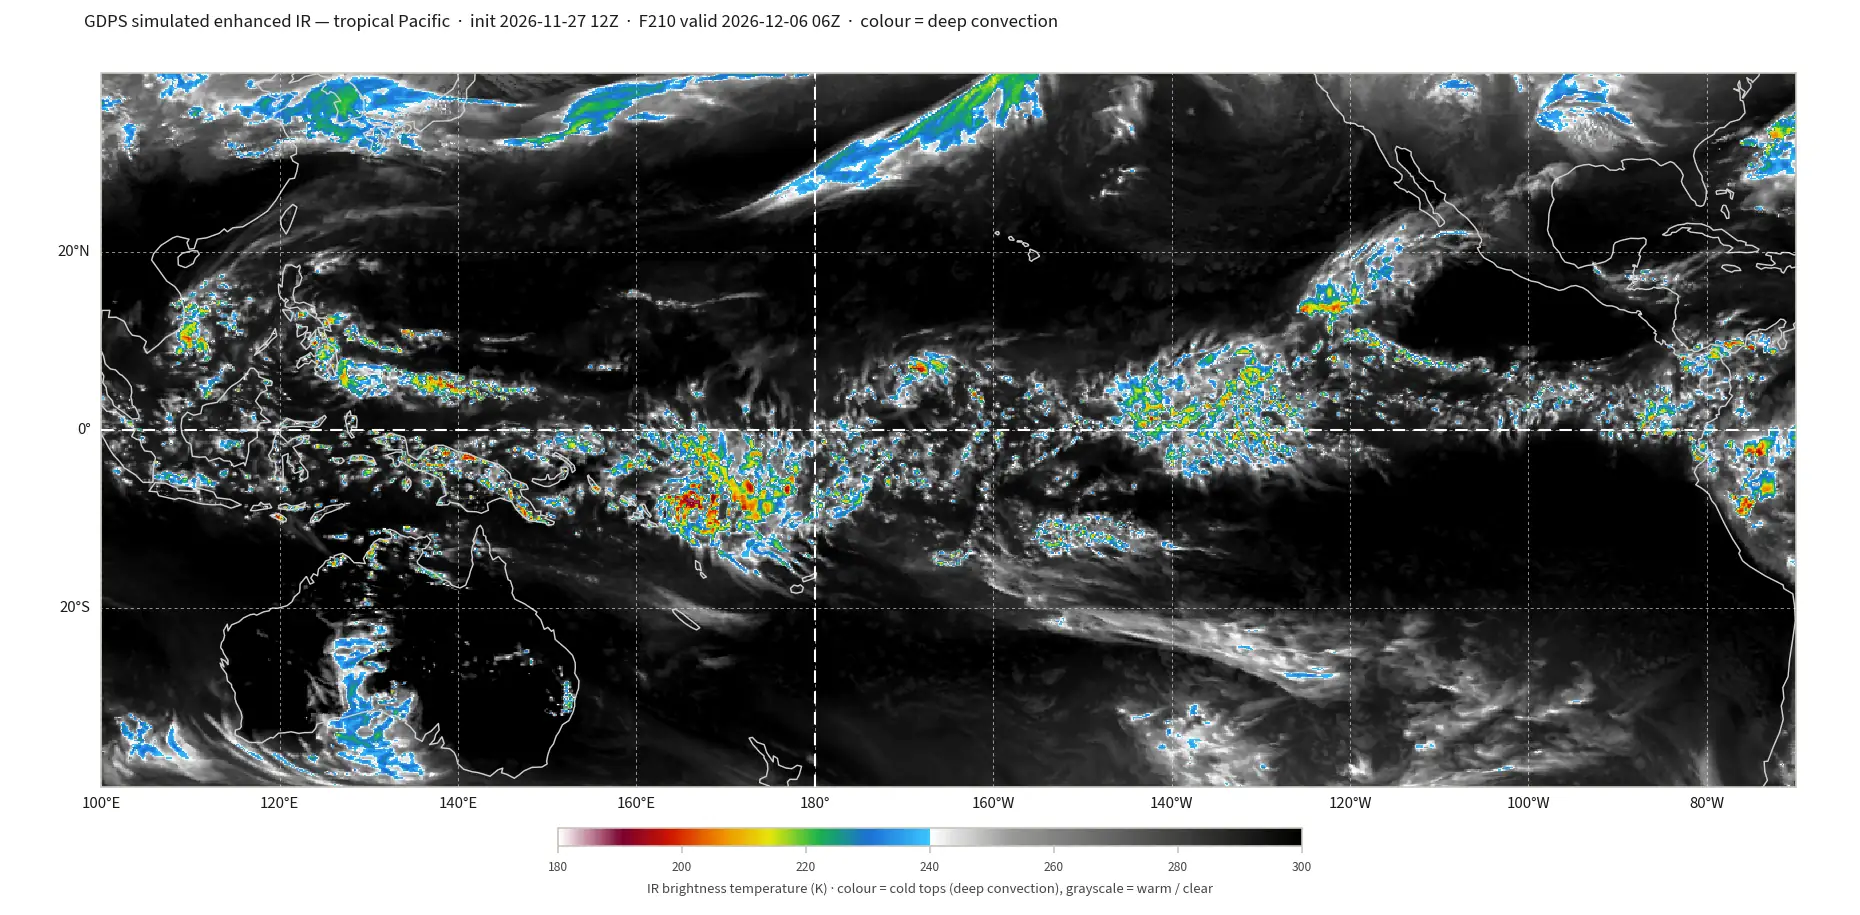 GDPS simulated enhanced IR — tropical Pacific · init 2026-11-27 12Z · F210 valid 2026-12-06 06Z · colour = deep convection
20°N
0°
20°S
100°E 120°E 140°E 160°E 180° 160°W 140°W 120°W 100°W 80°W
180 200 220 240 260 280 300
IR brightness temperature (K) · colour = cold tops (deep convection), grayscale = warm / clear